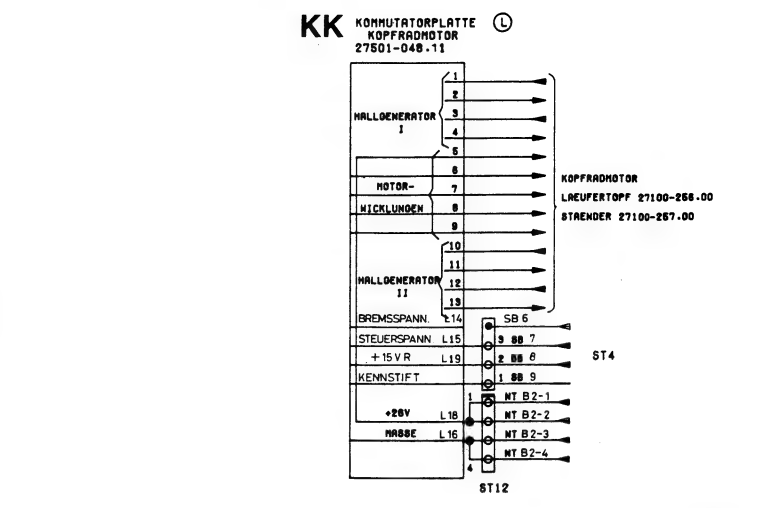 KK KOMMUTATORPLATTE L
KOPFRADMOTOR
27501-048.11
1
2
HALLGENERATOR 3
I
4
5
6
KOPFRADMOTOR
MOTOR- 7
LAEUFERTOPF 27100-256.00
WICKLUNGEN 8
STAENDER 27100-257.00
9
10
11
HALLGENERATOR 12
II
13
BREMSSPANN. L14 SB 6
STEUERSPANN L15 3 SB 7
+15VR L19 2 SB 8 ST4
KENNSTIFT 1 SB 9
1 NT B2-1
+26V L18 NT B2-2
MASSE L16 NT B2-3
4 NT B2-4
ST12